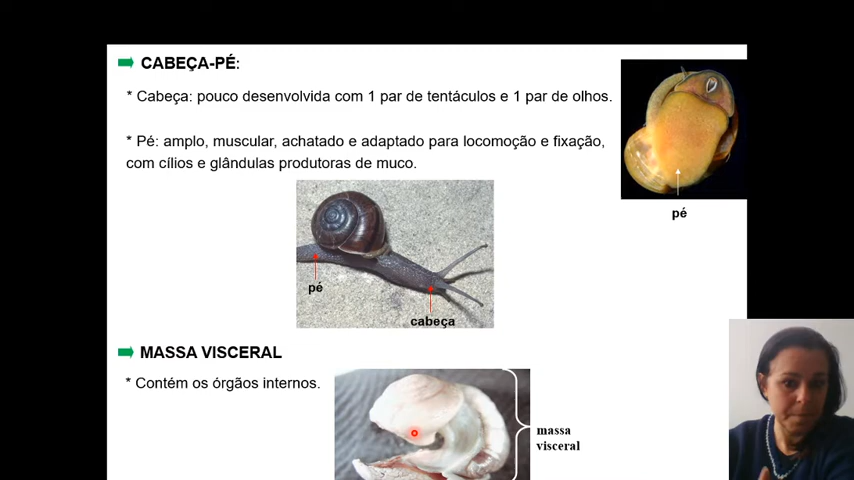 CABEÇA-PÉ:
* Cabeça: pouco desenvolvida com 1 par de tentáculos e 1 par de olhos.
* Pé: amplo, muscular, achatado e adaptado para locomoção e fixação,
com cílios e glândulas produtoras de muco.
pé
pé
cabeça
MASSA VISCERAL
* Contém os órgãos internos.
massa
visceral